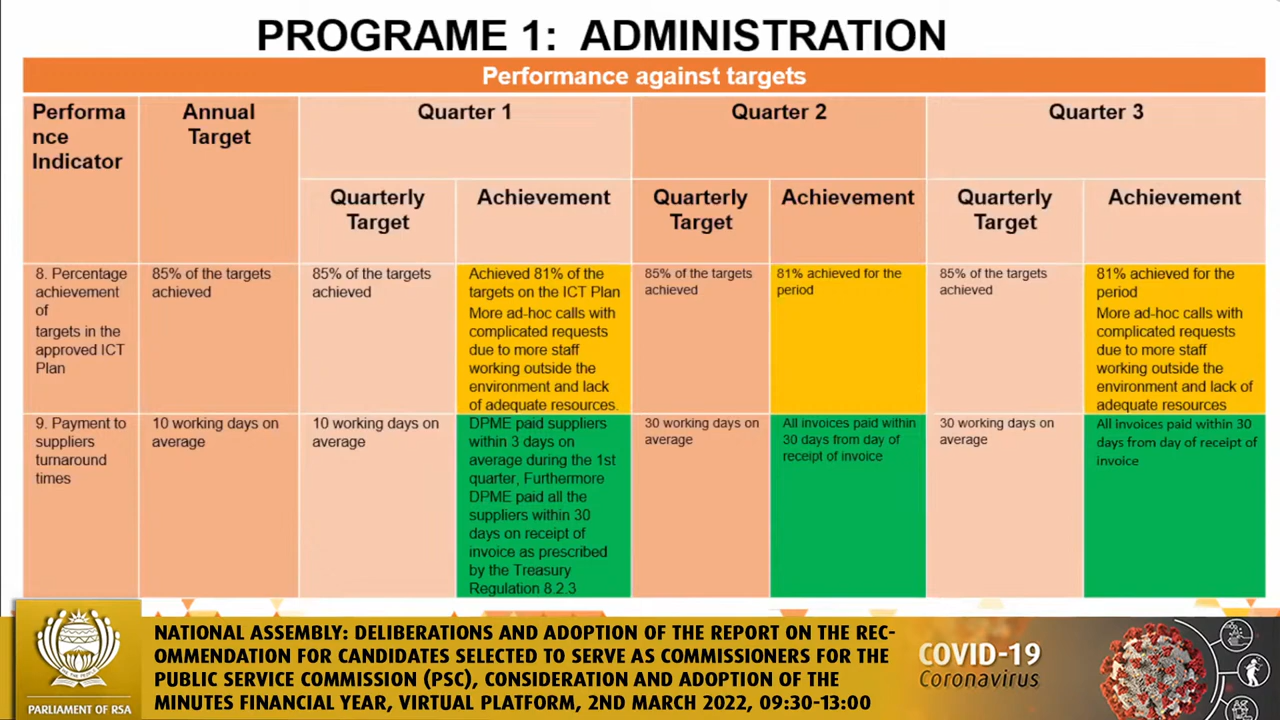 PROGRAME 1: ADMINISTRATION
Performance against targets
Performa
nce
Indicator
Annual
Target
Quarter 1
Quarter 2
Quarter 3
Quarterly
Target
Achievement
Quarterly
Target
Achievement
Quarterly
Target
Achievement
8. Percentage
achievement
of
targets in the
approved ICT
Plan
85% of the targets
achieved
85% of the targets
achieved
Achieved 81% of the
targets on the ICT Plan
More ad-hoc calls with
complicated requests
due to more staff
working outside the
environment and lack
of adequate resources.
85% of the targets
achieved
81% achieved for the
period
85% of the targets
achieved
81% achieved for the
period
More ad-hoc calls with
complicated requests
due to more staff
working outside the
environment and lack of
adequate resources
9. Payment to
suppliers
turnaround
times
10 working days on
average
10 working days on
average
DPME paid suppliers
within 3 days on
average during the 1st
quarter, Furthermore
DPME paid all the
suppliers within 30
days on receipt of
invoice as prescribed
by the Treasury
Regulation 8.2.3
30 working days on
average
All invoices paid within
30 days from day of
receipt of invoice
30 working days on
average
All invoices paid within 30
days from day of receipt of
invoice
PARLIAMENT OF RSA
NATIONAL ASSEMBLY: DELIBERATIONS AND ADOPTION OF THE REPORT ON THE REC-
OMMENDATION FOR CANDIDATES SELECTED TO SERVE AS COMMISSIONERS FOR THE
PUBLIC SERVICE COMMISSION (PSC), CONSIDERATION AND ADOPTION OF THE
MINUTES FINANCIAL YEAR, VIRTUAL PLATFORM, 2ND MARCH 2022, 09:30-13:00
COVID-19
Coronavirus